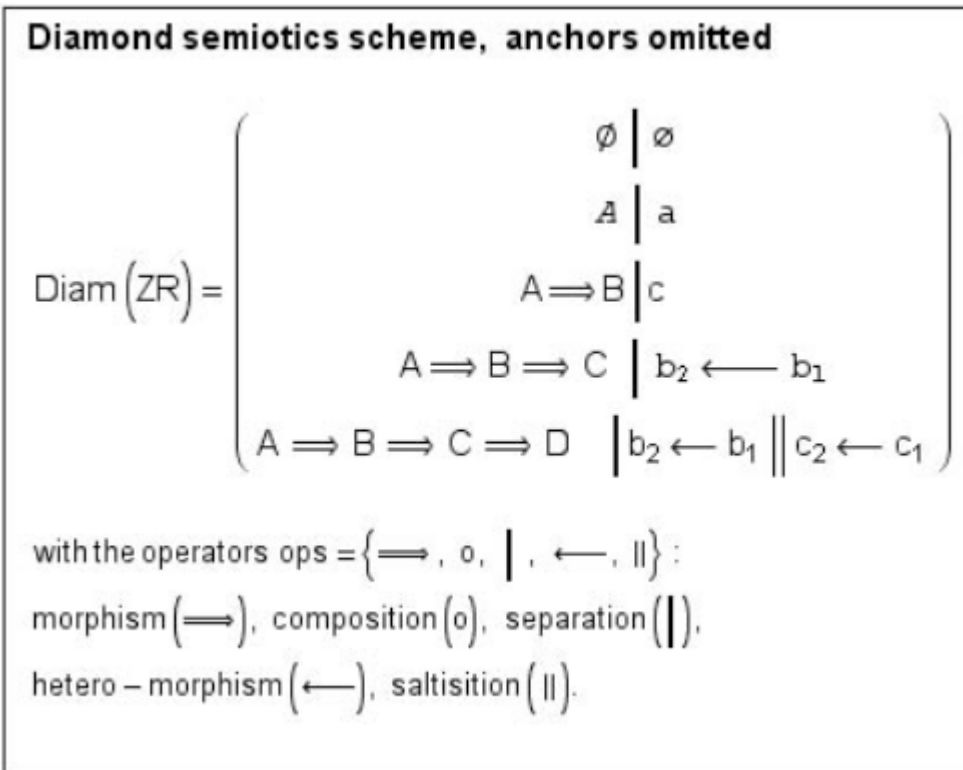 Diamond semiotics scheme, anchors omitted
∅ | ∅
A | a
Diam (ZR) = A ⟹ B | c
A ⟹ B ⟹ C | b₂ ⟵ b₁
A ⟹ B ⟹ C ⟹ D | b₂ ⟵ b₁ || c₂ ⟵ c₁
with the operators ops = {⟹, o, |, ⟵, ||} :
morphism (⟹), composition (o), separation (|),
hetero – morphism (⟵), saltisition (||).